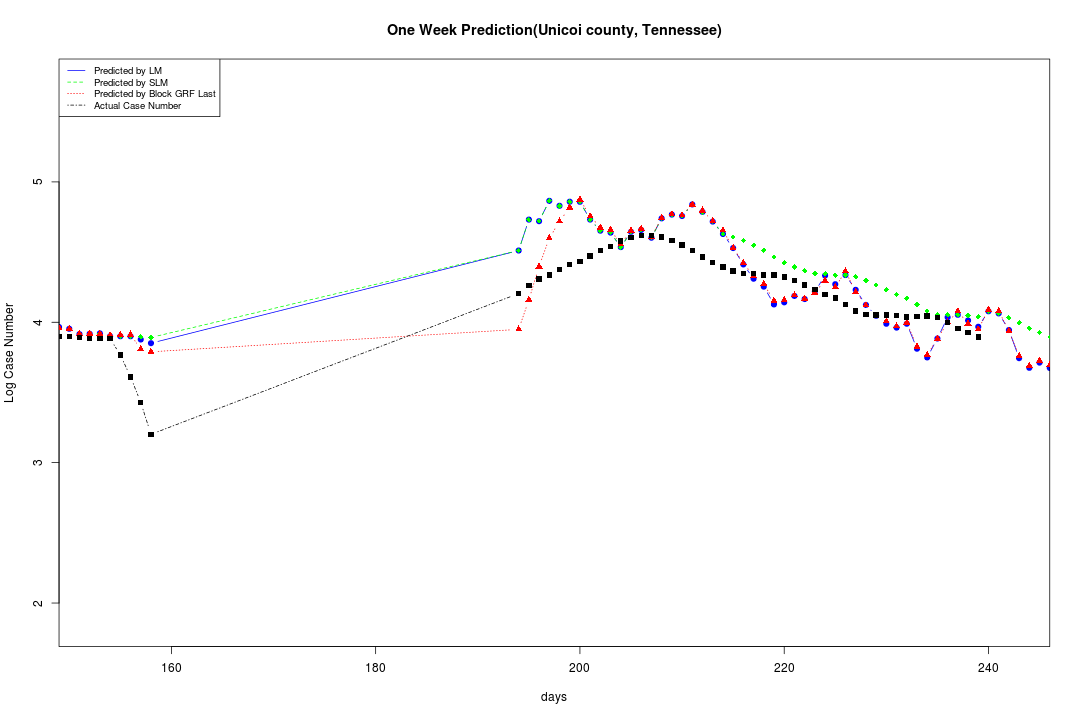 One Week Prediction(Unicoi county, Tennessee)
Predicted by LM
Predicted by SLM
Predicted by Block GRF Last
Actual Case Number
5
4
3
2
Log Case Number
160 180 200 220 240
days